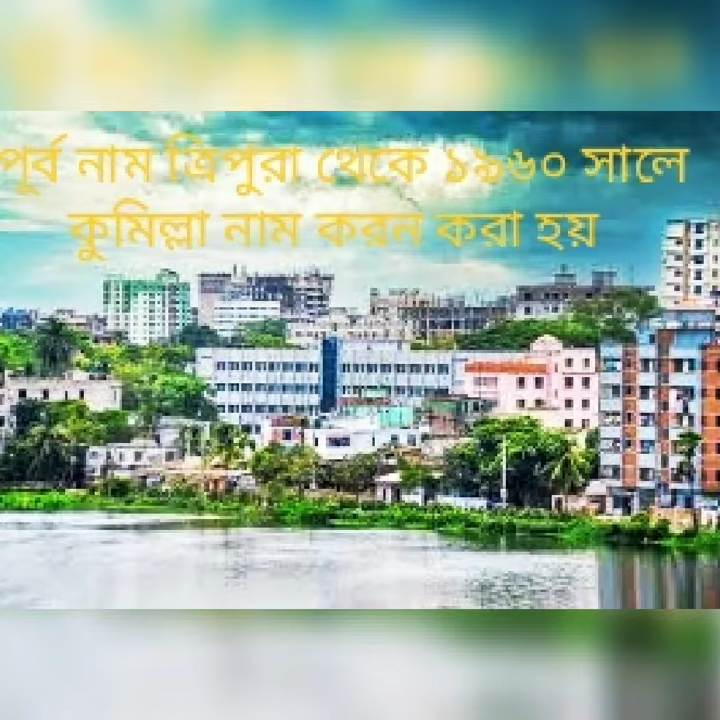 পূর্ব নাম ত্রিপুরা থেকে ১৯৬০ সালে
কুমিল্লা নাম করন করা হয়